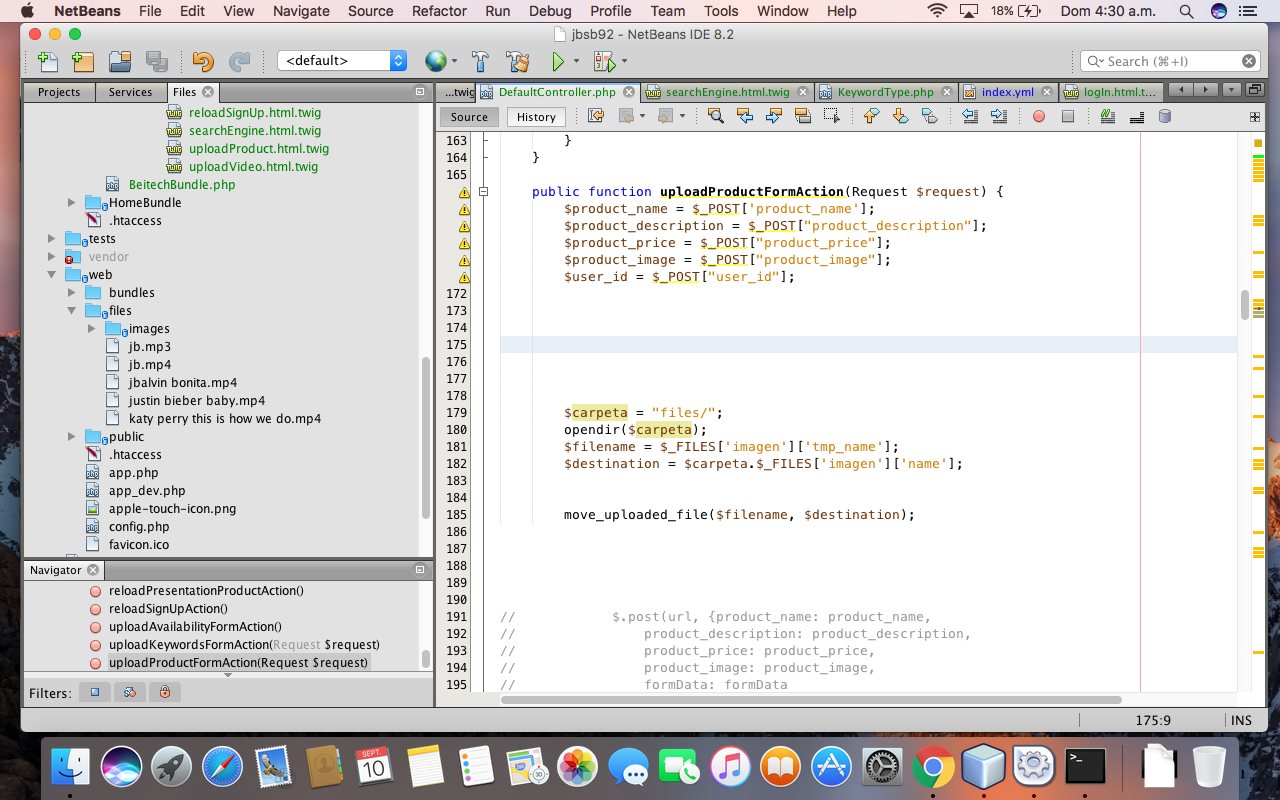 NetBeans File Edit View Navigate Source Refactor Run Debug Profile Team Tools Window Help 18% Dom 4:30 a.m.
jbsb92 - NetBeans IDE 8.2
<default> Search (⌘+I)
Projects Services Files
...twig DefaultController.php searchEngine.html.twig KeywordType.php index.yml logIn.html.t...
Source History
reloadSignUp.html.twig
searchEngine.html.twig
uploadProduct.html.twig
uploadVideo.html.twig
BeitechBundle.php
HomeBundle
.htaccess
tests
vendor
web
bundles
files
images
jb.mp3
jb.mp4
jbalvin bonita.mp4
justin bieber baby.mp4
katy perry this is how we do.mp4
public
.htaccess
app.php
app_dev.php
apple-touch-icon.png
config.php
favicon.ico
Navigator
reloadPresentationProductAction()
reloadSignUpAction()
uploadAvailabilityFormAction()
uploadKeywordsFormAction(Request $request)
uploadProductFormAction(Request $request)
Filters:
163 }
164 }
165
public function uploadProductFormAction(Request $request) {
$product_name = $_POST['product_name'];
$product_description = $_POST["product_description"];
$product_price = $_POST["product_price"];
$product_image = $_POST["product_image"];
$user_id = $_POST["user_id"];
172
173
174
175
176
177
178
179 $carpeta = "files/";
180 opendir($carpeta);
181 $filename = $_FILES['imagen']['tmp_name'];
182 $destination = $carpeta.$_FILES['imagen']['name'];
183
184
185 move_uploaded_file($filename, $destination);
186
187
188
189
190
191 // $.post(url, {product_name: product_name,
192 // product_description: product_description,
193 // product_price: product_price,
194 // product_image: product_image,
195 // formData: formData
175:9 INS
SEPT.
10